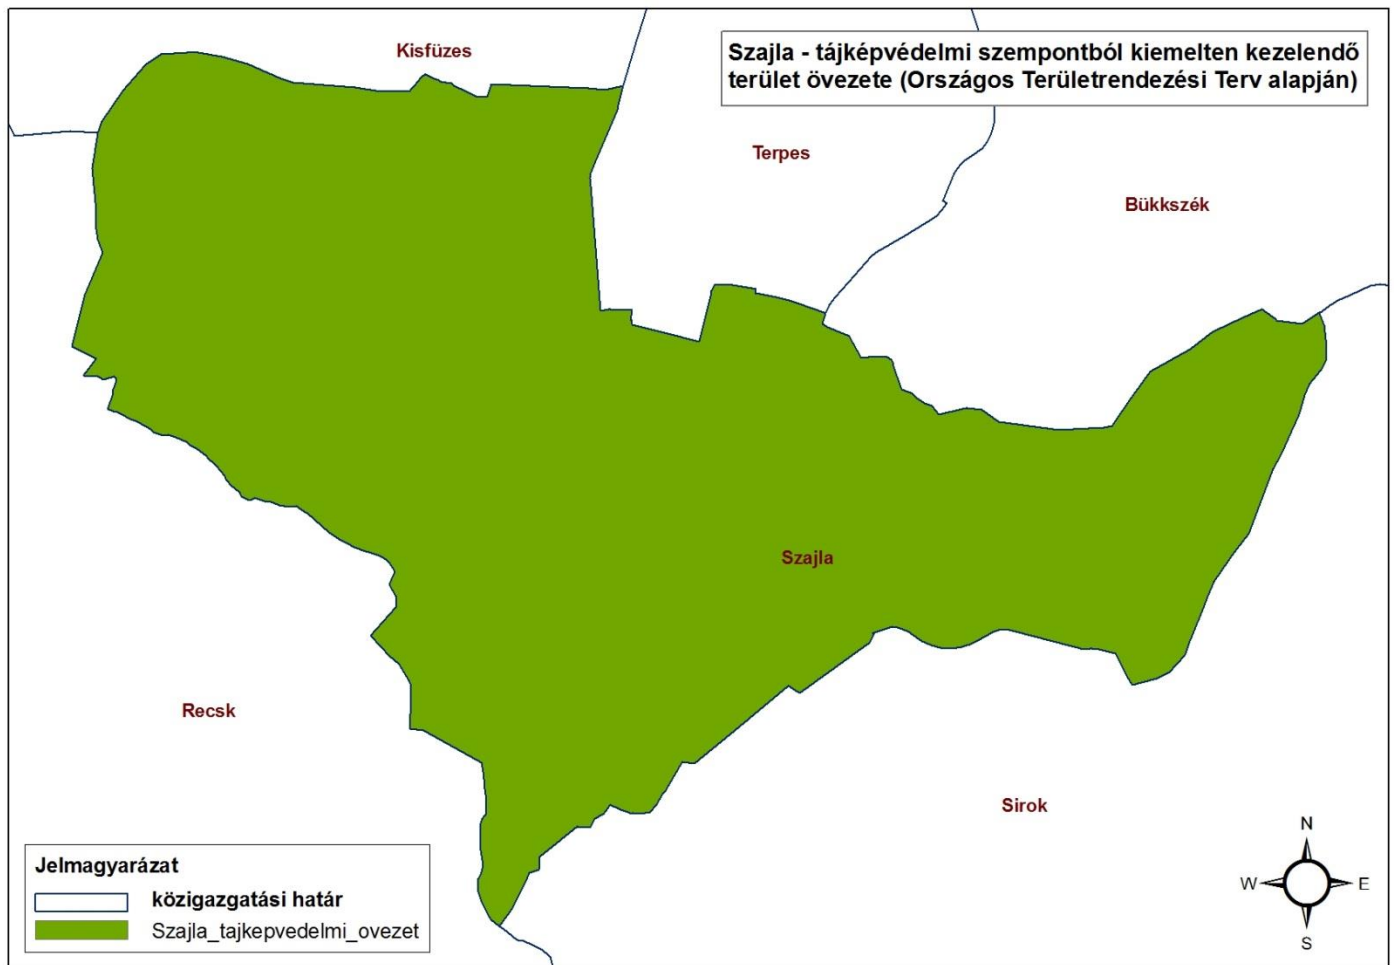 Kisfüzes
Szajla - tájképvédelmi szempontból kiemelten kezelendő
terület övezete (Országos Területrendezési Terv alapján)
Terpes
Bükkszék
Szajla
Recsk
Sirok
Jelmagyarázat
közigazgatási határ
Szajla_tajkepvedelmi_ovezet
N
W E
S